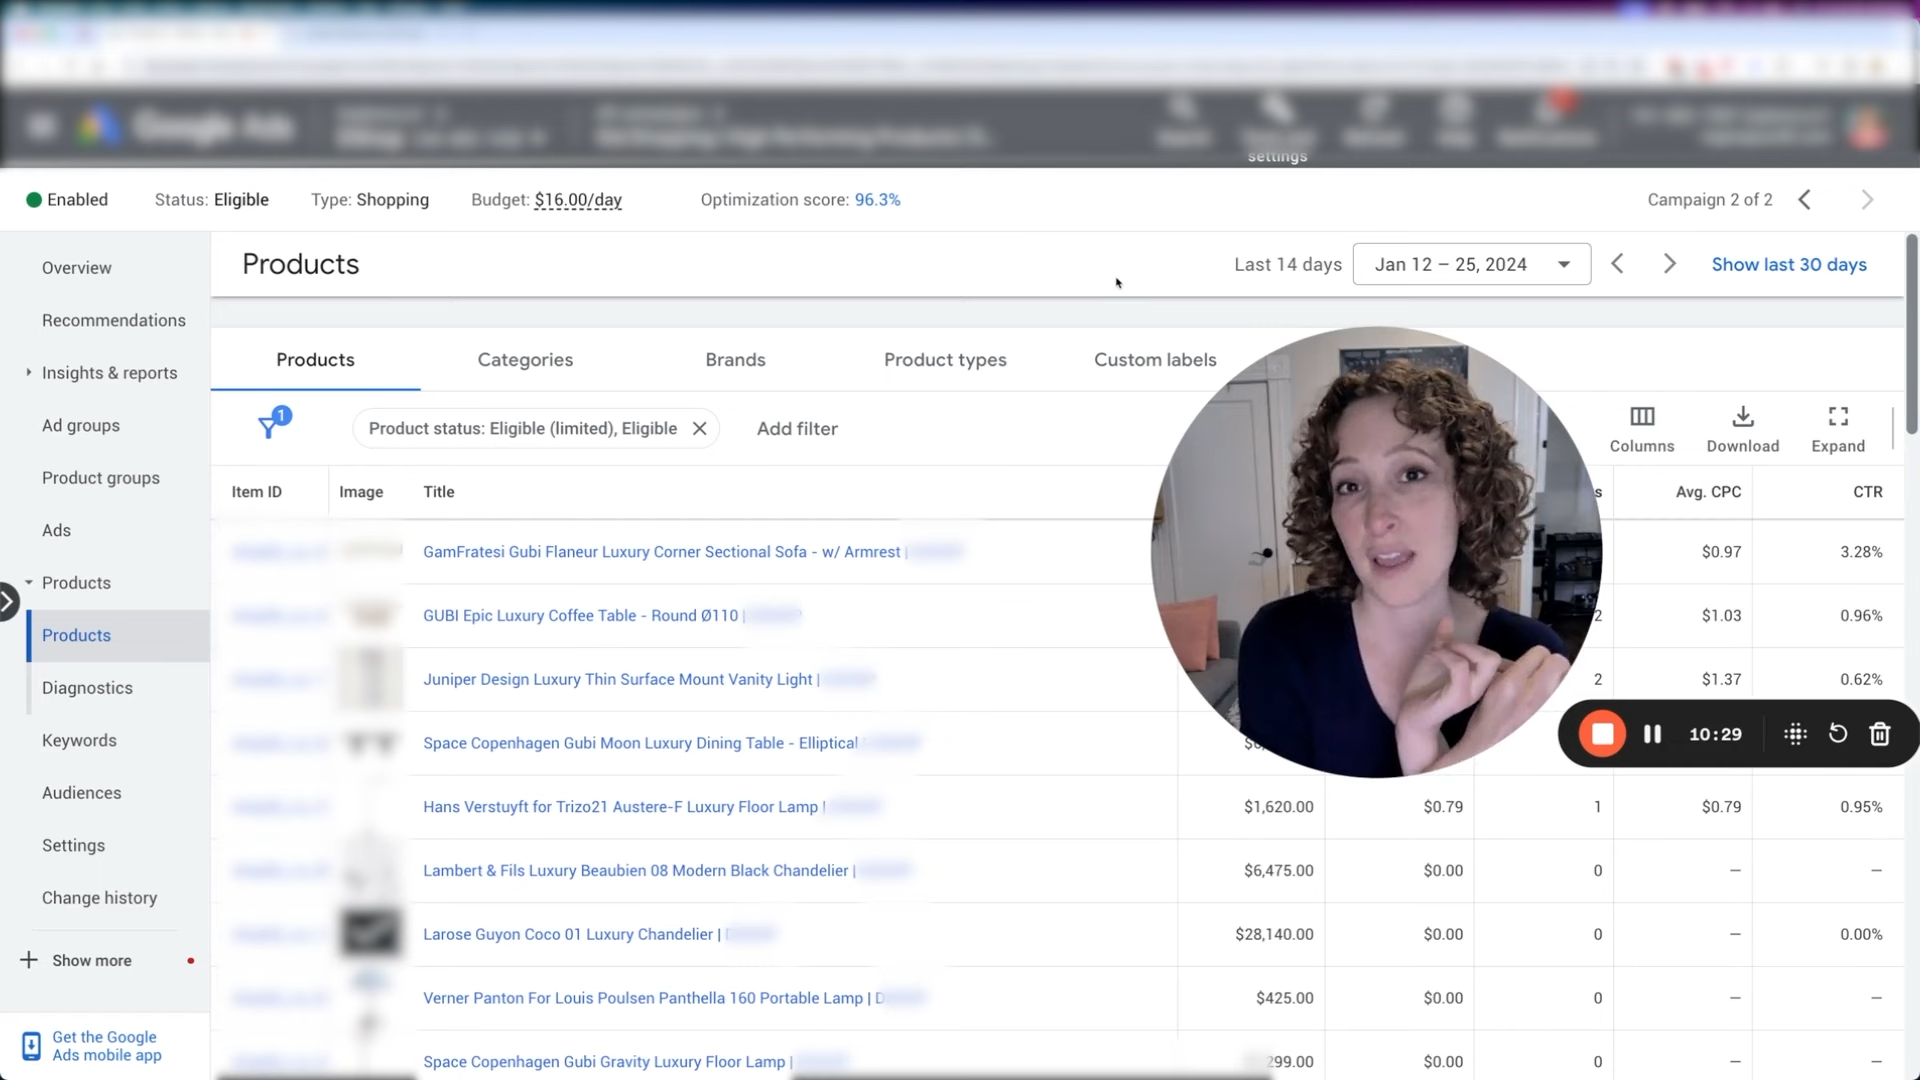 settings
Enabled Status: Eligible Type: Shopping Budget: $16.00/day Optimization score: 96.3% Campaign 2 of 2
Overview
Recommendations
Insights & reports
Ad groups
Product groups
Ads
Products
Products
Diagnostics
Keywords
Audiences
Settings
Change history
Show more
Get the Google
Ads mobile app
Products Last 14 days Jan 12 – 25, 2024 Show last 30 days
Products Categories Brands Product types Custom labels
1
Product status: Eligible (limited), Eligible Add filter Columns Download Expand
Item ID Image Title s Avg. CPC CTR
GamFratesi Gubi Flaneur Luxury Corner Sectional Sofa - w/ Armrest | $0.97 3.28%
GUBI Epic Luxury Coffee Table - Round Ø110 | 2 $1.03 0.96%
Juniper Design Luxury Thin Surface Mount Vanity Light | 2 $1.37 0.62%
Space Copenhagen Gubi Moon Luxury Dining Table - Elliptical
10:29
Hans Verstuyft for Trizo21 Austere-F Luxury Floor Lamp | $1,620.00 $0.79 1 $0.79 0.95%
Lambert & Fils Luxury Beaubien 08 Modern Black Chandelier | $6,475.00 $0.00 0 – –
Larose Guyon Coco 01 Luxury Chandelier | $28,140.00 $0.00 0 – 0.00%
Verner Panton For Louis Poulsen Panthella 160 Portable Lamp | D $425.00 $0.00 0 – –
Space Copenhagen Gubi Gravity Luxury Floor Lamp | 299.00 $0.00 0 – –